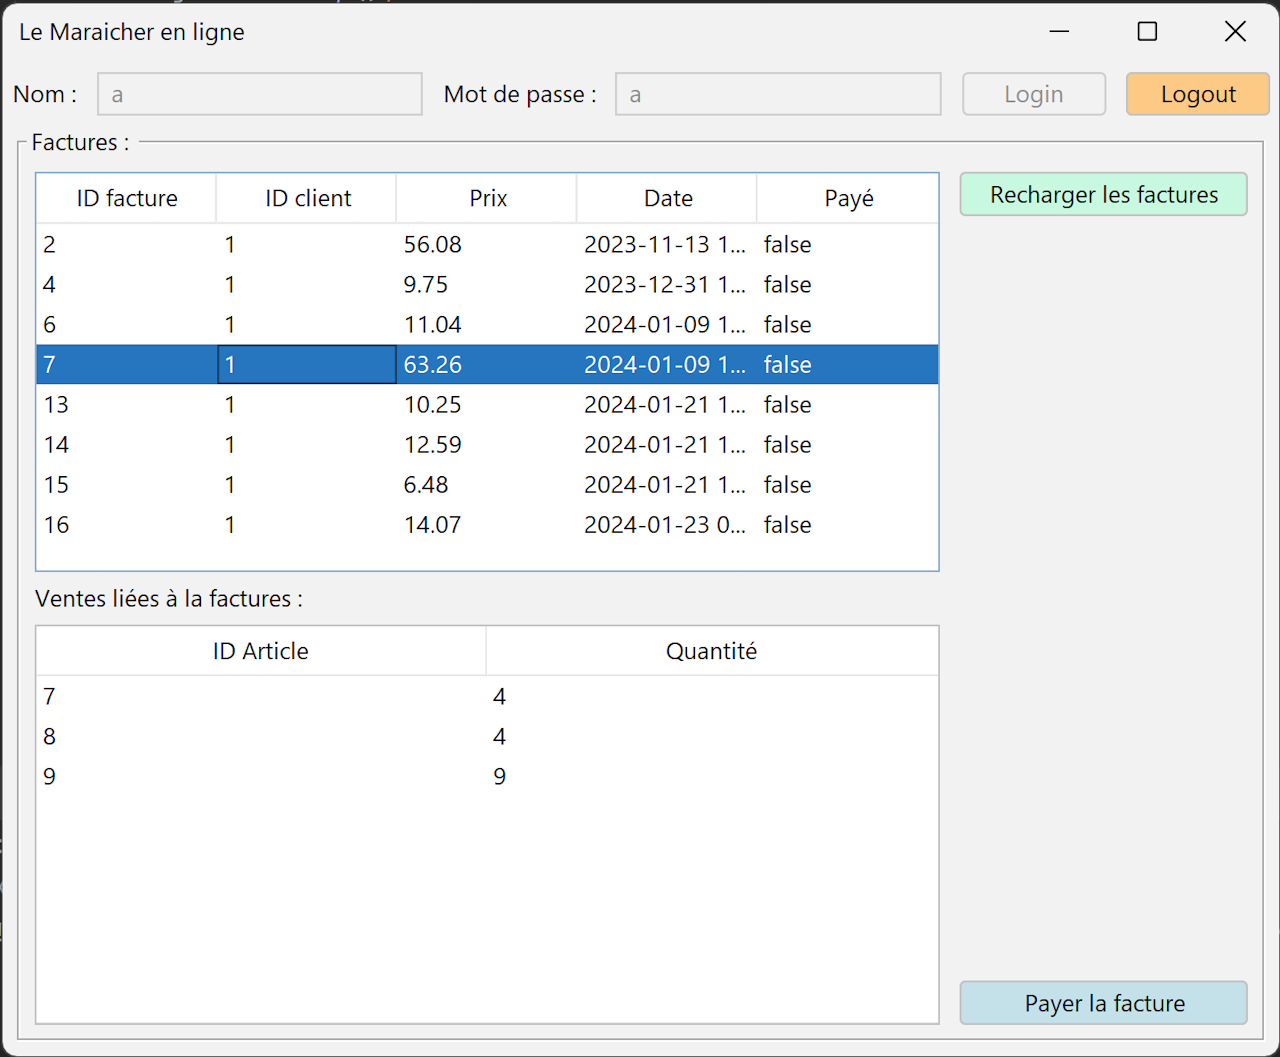 Le Maraicher en ligne
Nom : a Mot de passe : a Login Logout
Factures :
ID facture ID client Prix Date Payé
Recharger les factures
2 1 56.08 2023-11-13 1... false
4 1 9.75 2023-12-31 1... false
6 1 11.04 2024-01-09 1... false
7 1 63.26 2024-01-09 1... false
13 1 10.25 2024-01-21 1... false
14 1 12.59 2024-01-21 1... false
15 1 6.48 2024-01-21 1... false
16 1 14.07 2024-01-23 0... false
Ventes liées à la factures :
ID Article Quantité
7 4
8 4
9 9
Payer la facture